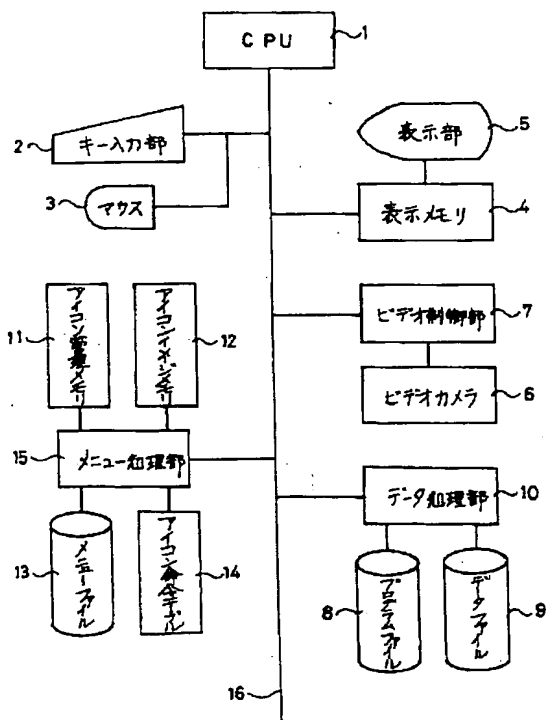 CPU
1
2
キー入力部
3
マウス
表示部
5
表示メモリ
4
ビデオ制御部
7
ビデオカメラ
6
11
アイコン管理メモリ
アイコンイメージメモリ
12
15
メニュー処理部
13
メニューファイル
アイコン命令テーブル
14
データ処理部
10
8
プログラムファイル
データファイル
9
16